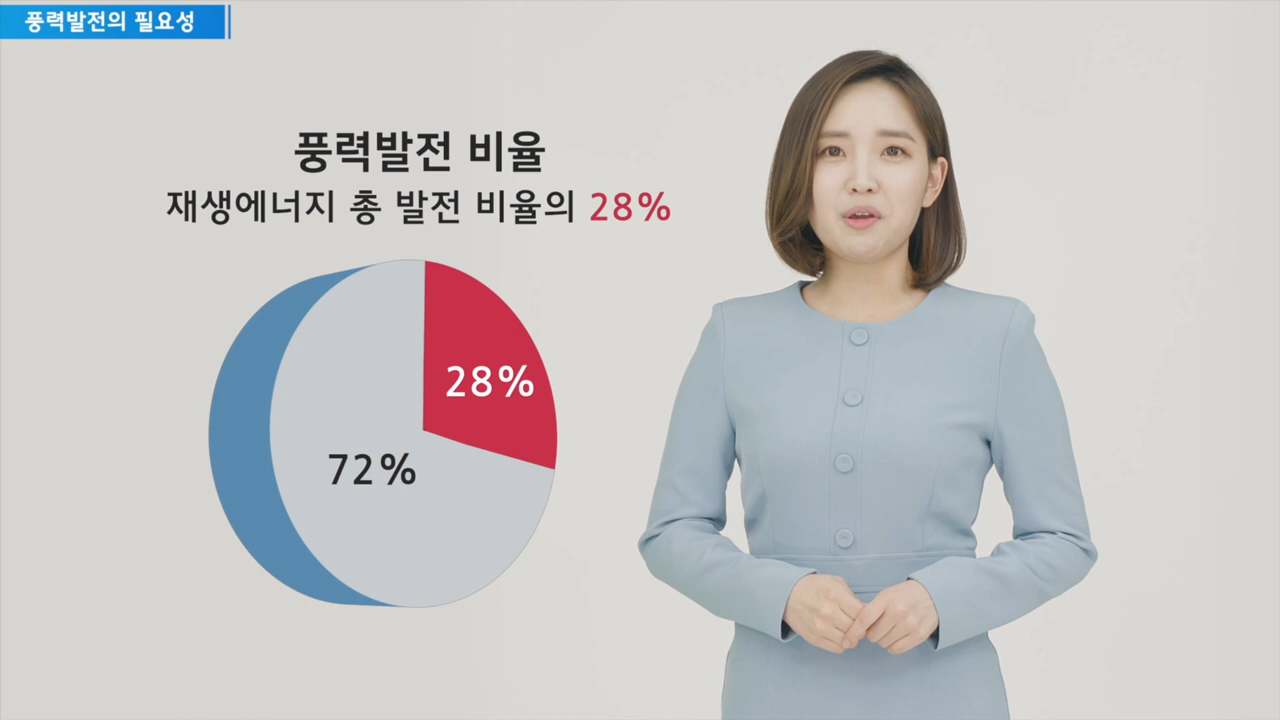 풍력발전의 필요성
풍력발전 비율
재생에너지 총 발전 비율의 28%
28%
72%